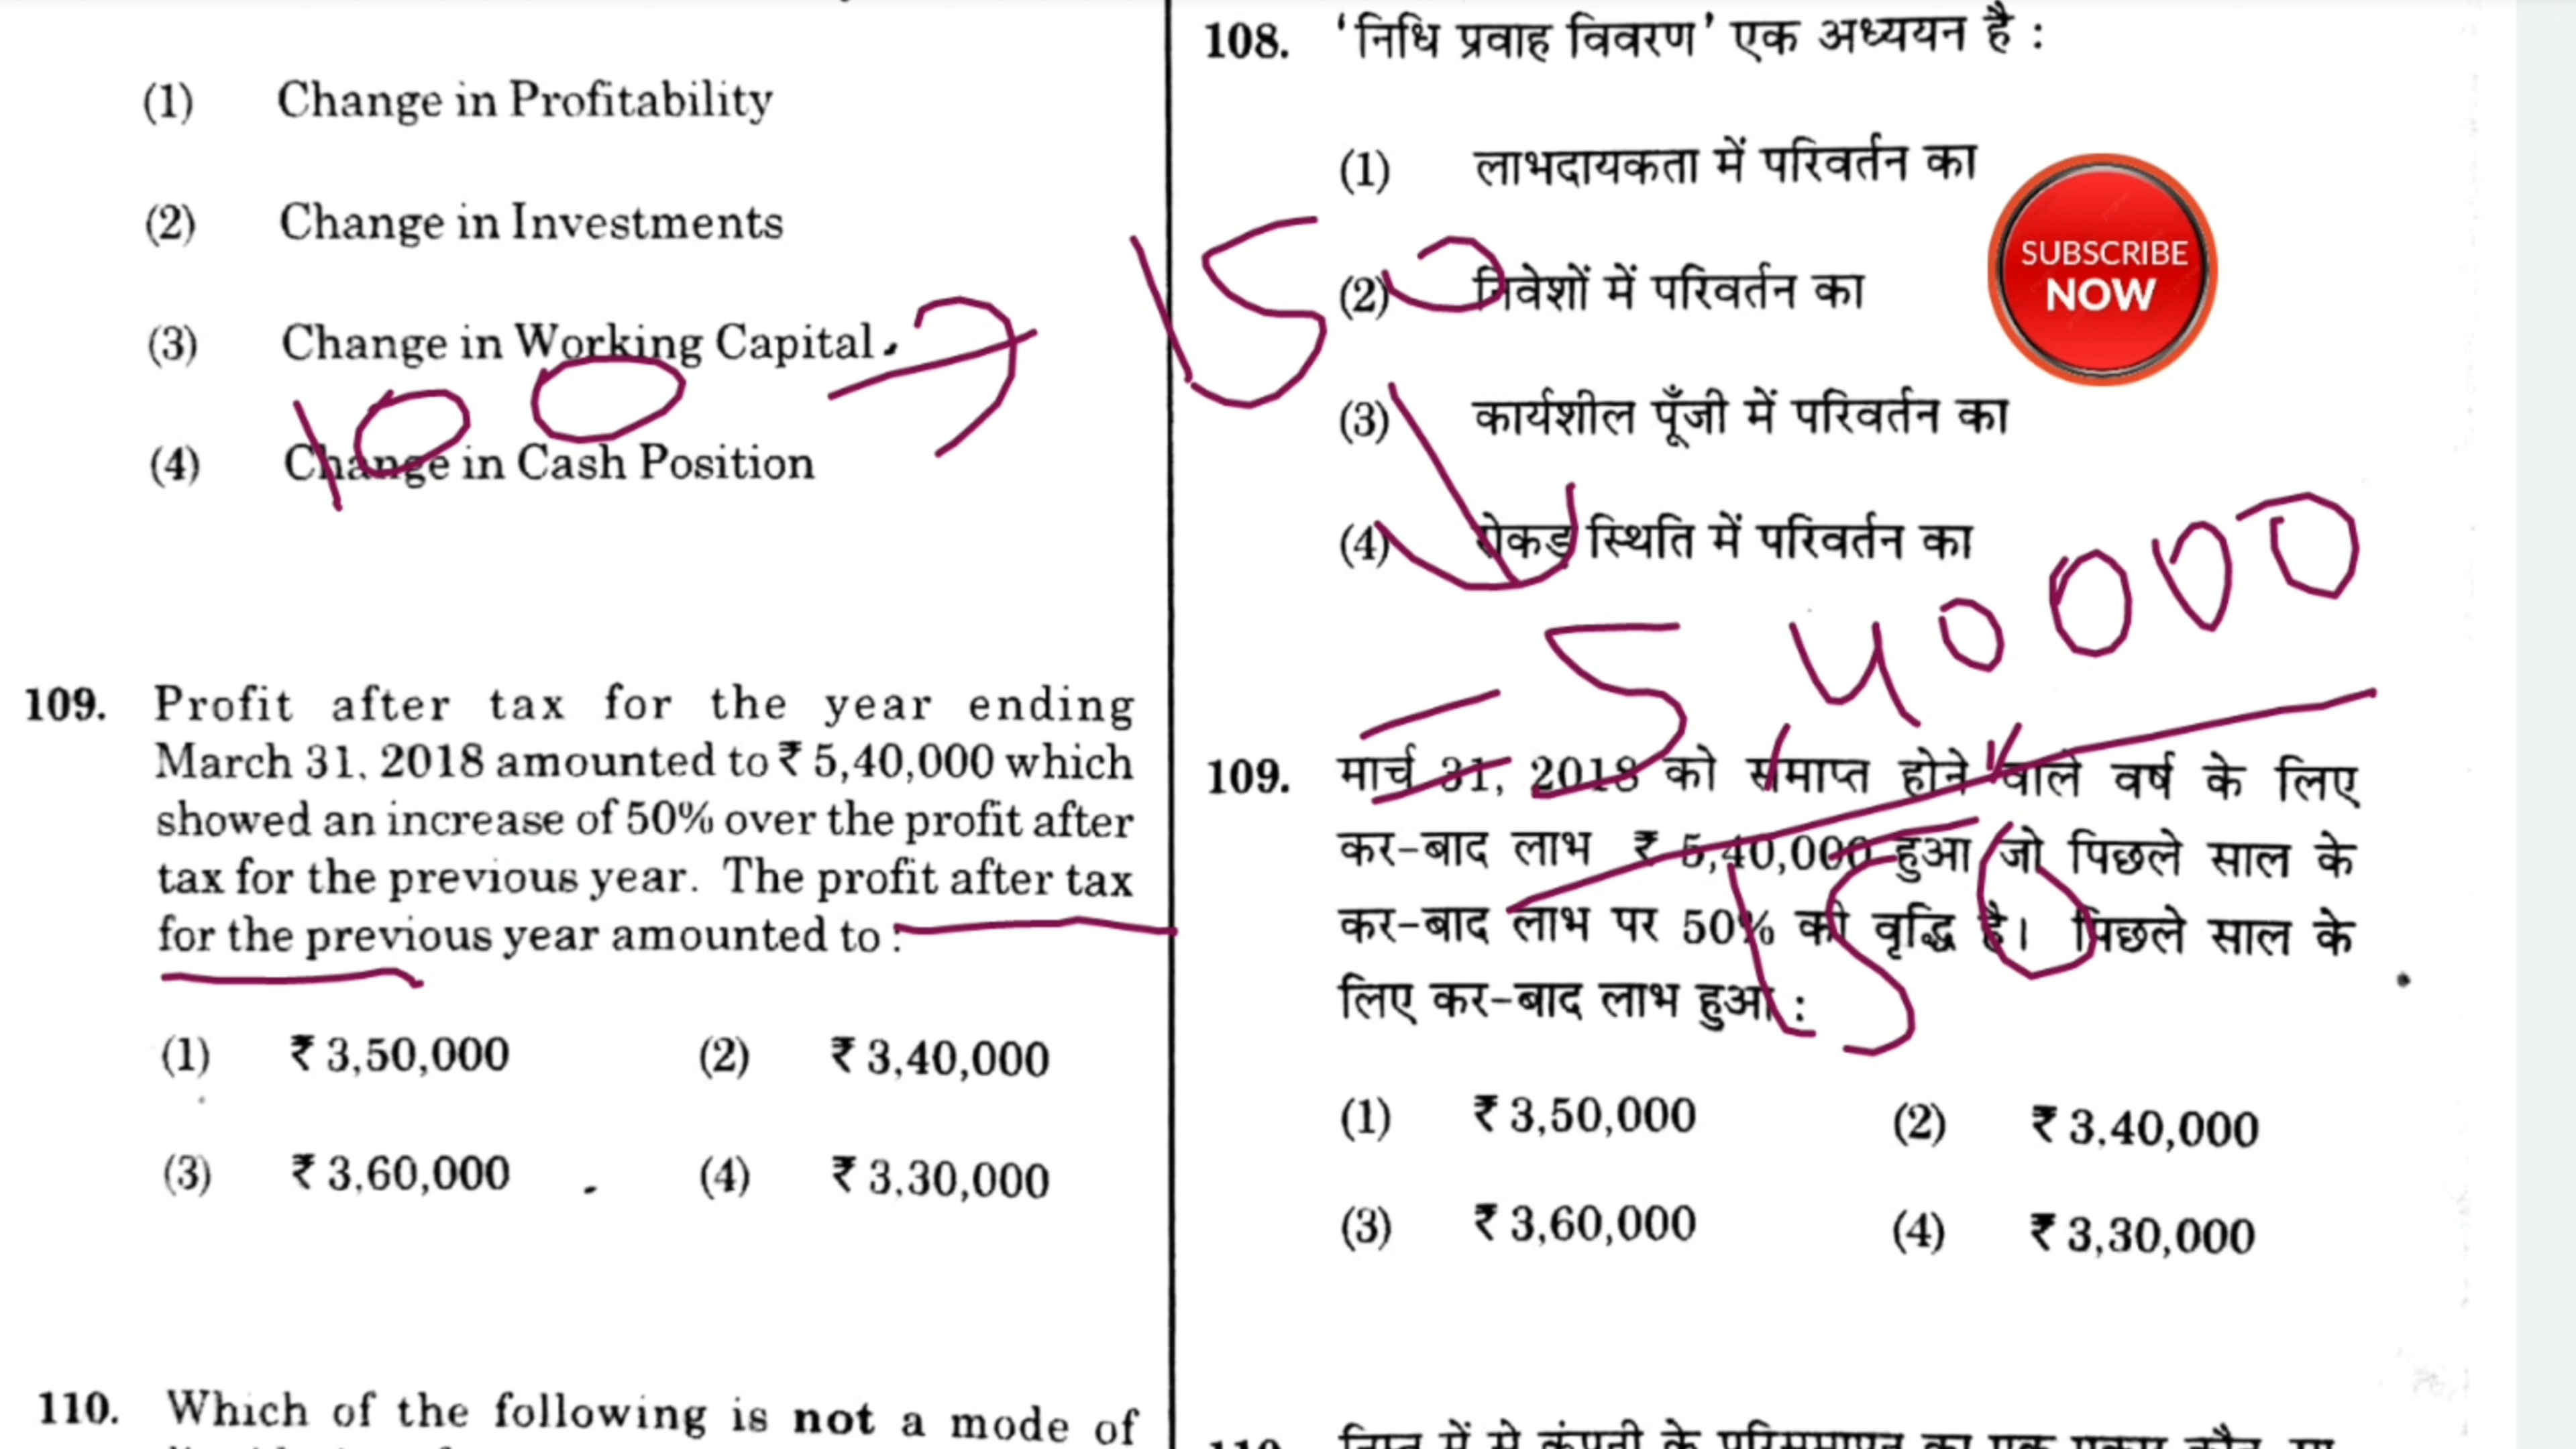 (1) Change in Profitability
(2) Change in Investments
(3) Change in Working Capital
(4) Change in Cash Position
109. Profit after tax for the year ending
March 31, 2018 amounted to ₹ 5,40,000 which
showed an increase of 50% over the profit after
tax for the previous year. The profit after tax
for the previous year amounted to :
(1) ₹ 3,50,000 (2) ₹ 3,40,000
(3) ₹ 3,60,000 (4) ₹ 3,30,000
110. Which of the following is not a mode of
108. 'निधि प्रवाह विवरण' एक अध्ययन है :
(1) लाभदायकता में परिवर्तन का
(2) निवेशों में परिवर्तन का
(3) कार्यशील पूँजी में परिवर्तन का
(4) रोकड़ स्थिति में परिवर्तन का
109. मार्च 31, 2018 को समाप्त होने वाले वर्ष के लिए
कर-बाद लाभ ₹ 5,40,000 हुआ जो पिछले साल के
कर-बाद लाभ पर 50% की वृद्धि है। पिछले साल के
लिए कर-बाद लाभ हुआ :
(1) ₹ 3,50,000 (2) ₹ 3,40,000
(3) ₹ 3,60,000 (4) ₹ 3,30,000
SUBSCRIBE
NOW
100 → 150
= 540000
150